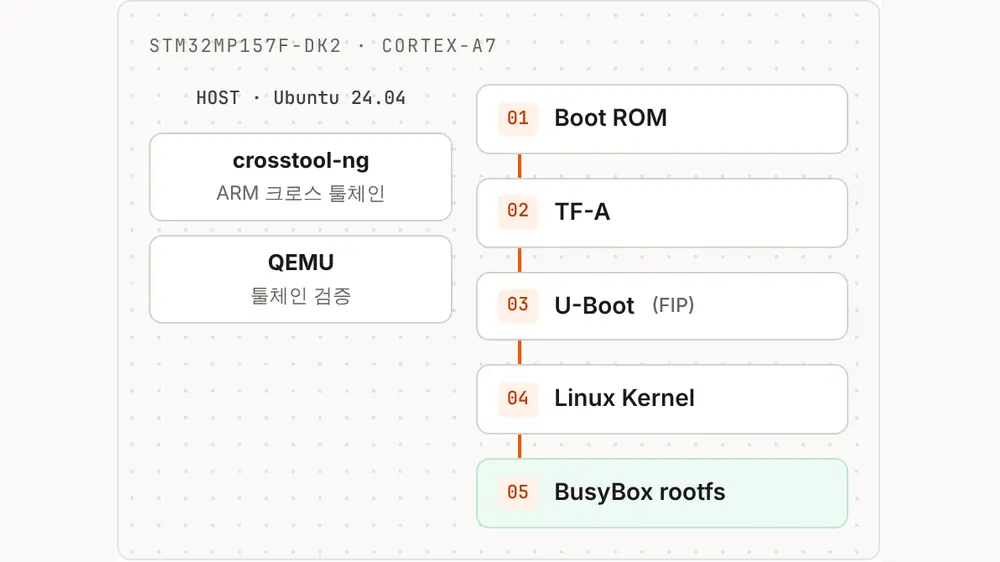 STM32MP157F-DK2 · CORTEX-A7
HOST · Ubuntu 24.04
crosstool-ng
ARM 크로스 툴체인
QEMU
툴체인 검증
01 Boot ROM
02 TF-A
03 U-Boot (FIP)
04 Linux Kernel
05 BusyBox rootfs